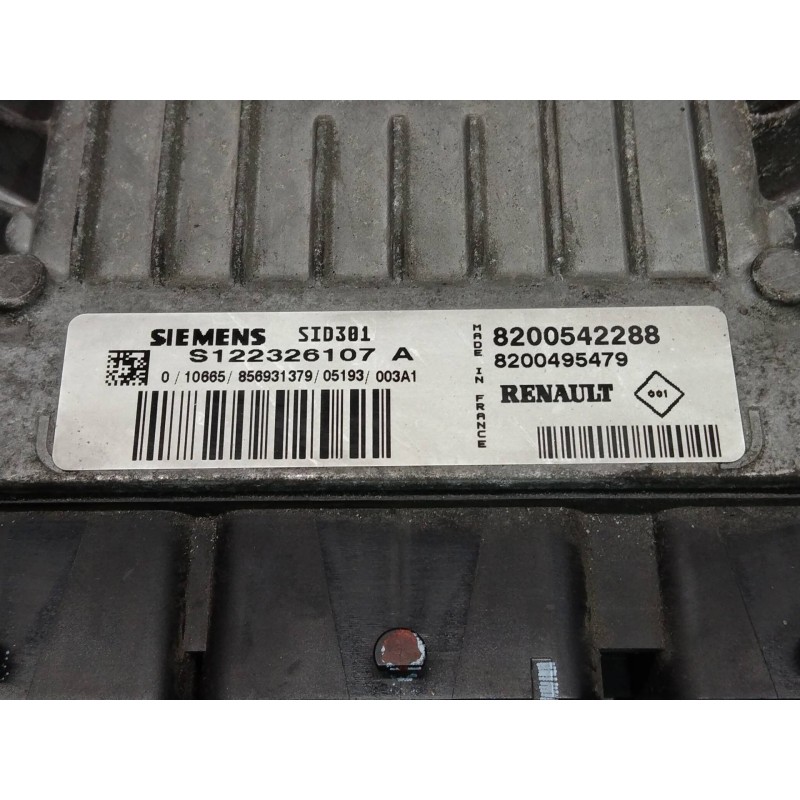 SIEMENS SID301
S122326107 A
0/10665/856931379/05193/003A1
MADE IN FRANCE
8200542288
8200495479
RENAULT
001